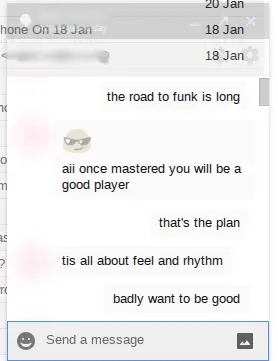 20 Jan
hone On 18 Jan
18 Jan
18 Jan
the road to funk is long
aii once mastered you will be a
good player
that's the plan
tis all about feel and rhythm
badly want to be good
Send a message